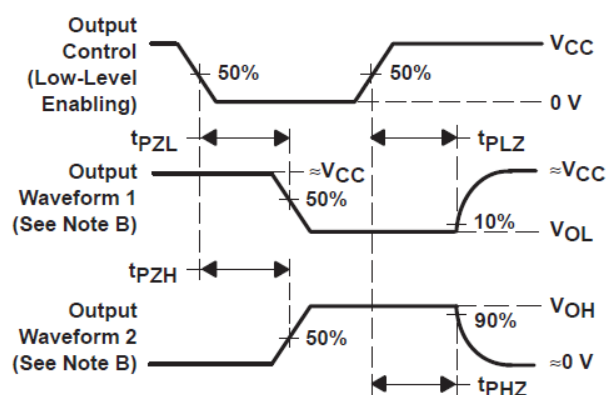 Output
Control
(Low-Level
Enabling)
50%
50%
VCC
0 V
tPZL
tPLZ
Output
Waveform 1
(See Note B)
≈VCC
50%
≈VCC
10%
VOL
tPZH
Output
Waveform 2
(See Note B)
50%
VOH
90%
≈0 V
tPHZ